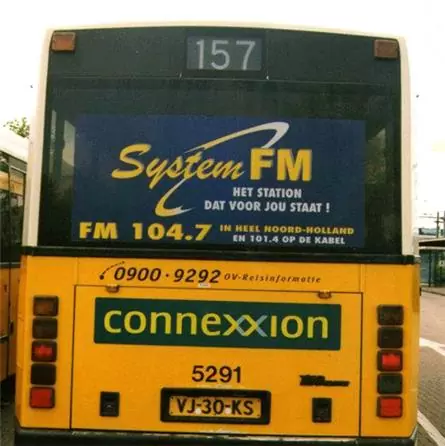 157
System FM
HET STATION
DAT VOOR JOU STAAT !
FM 104.7 IN HEEL NOORD-HOLLAND
EN 101.4 OP DE KABEL
0900 · 9292 OV-Reisinformatie
connexxion
5291
VJ-30-KS